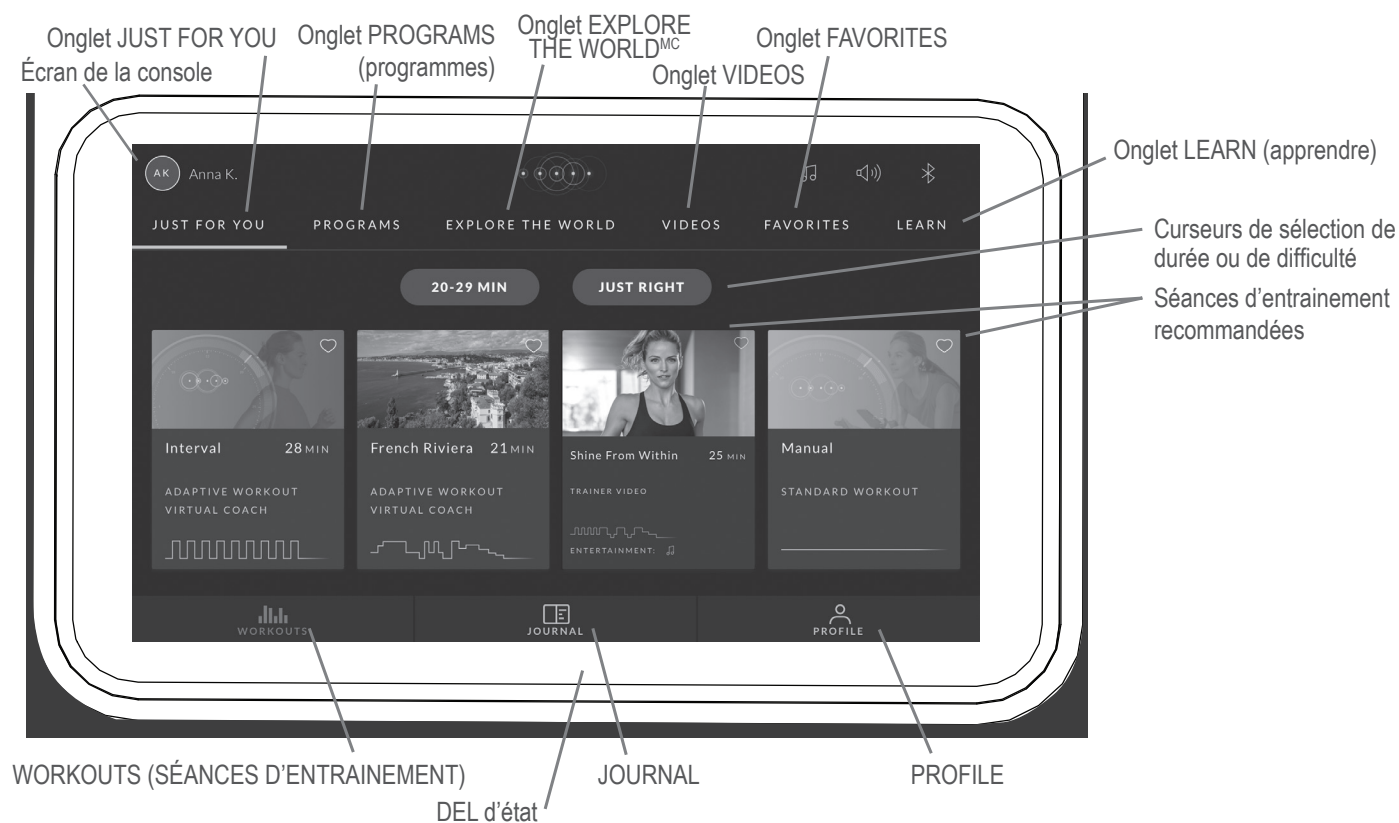 Onglet JUST FOR YOU
Écran de la console
Onglet PROGRAMS
(programmes)
Onglet EXPLORE
THE WORLDᴹᶜ
Onglet VIDEOS
Onglet FAVORITES
Onglet LEARN (apprendre)
Curseurs de sélection de
durée ou de difficulté
Séances d'entrainement
recommandées
AK Anna K.
JUST FOR YOU PROGRAMS EXPLORE THE WORLD VIDEOS FAVORITES LEARN
20-29 MIN JUST RIGHT
Interval 28 MIN
ADAPTIVE WORKOUT
VIRTUAL COACH
French Riviera 21 MIN
ADAPTIVE WORKOUT
VIRTUAL COACH
Shine From Within 25 MIN
TRAINER VIDEO
ENTERTAINMENT:
Manual
STANDARD WORKOUT
WORKOUTS JOURNAL PROFILE
WORKOUTS (SÉANCES D'ENTRAINEMENT)
DEL d'état
JOURNAL
PROFILE